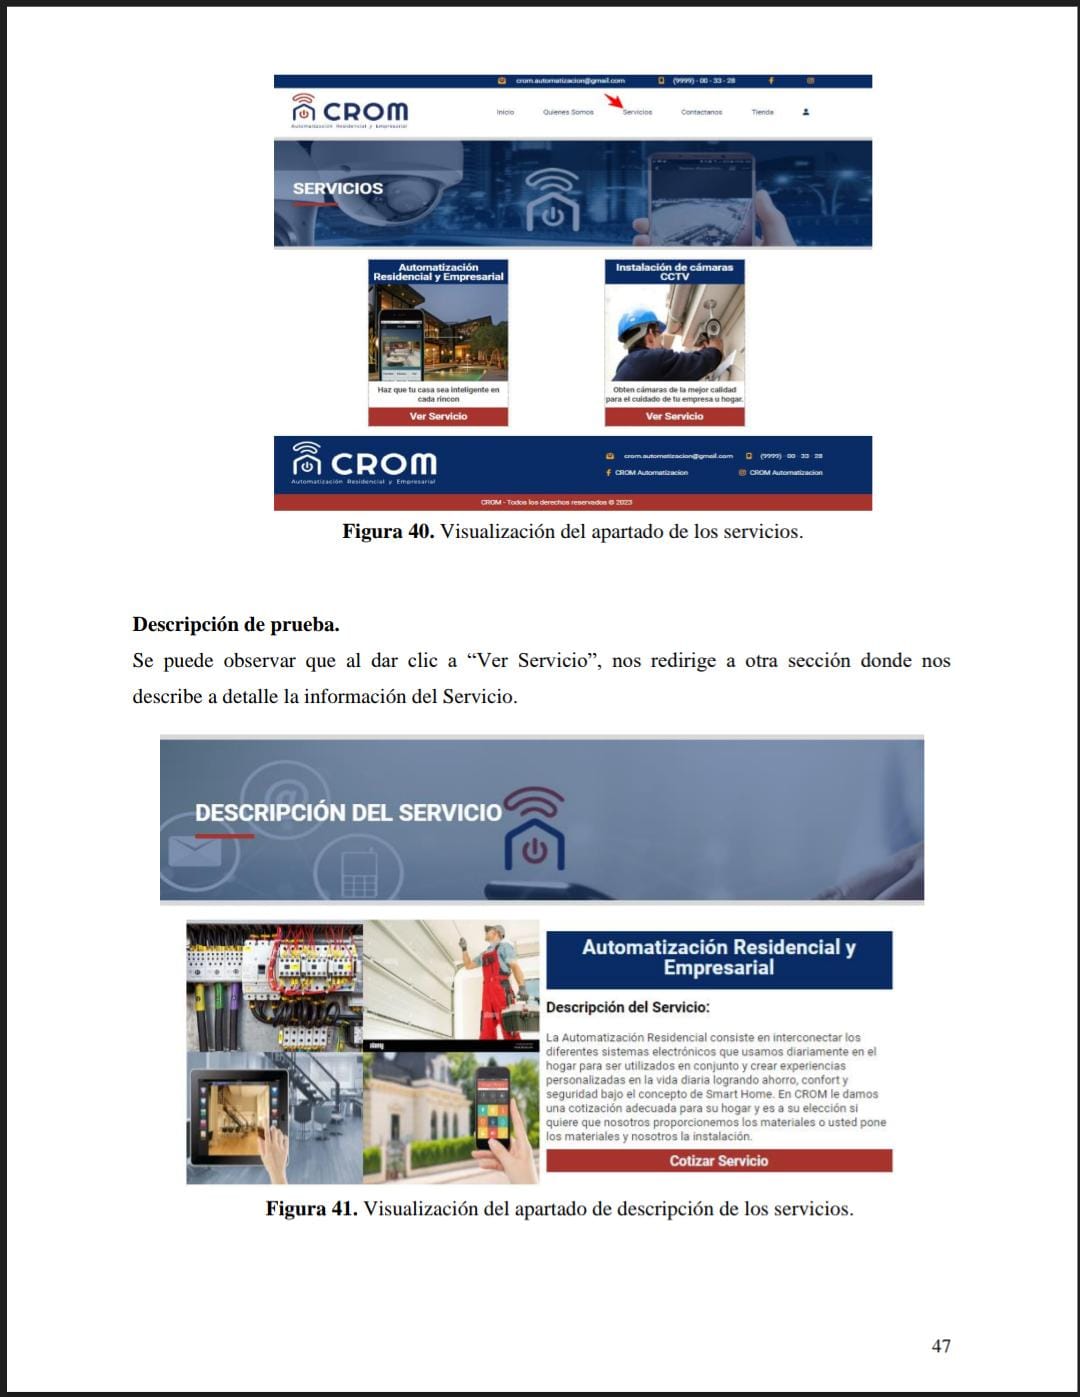 crom.automatizacion@gmail.com (9999) - 00 - 33 - 28
CROM
Automatización Residencial y Empresarial
Inicio Quienes Somos Servicios Contactanos Tienda
SERVICIOS
Automatización
Residencial y Empresarial
Haz que tu casa sea inteligente en
cada rincon
Ver Servicio
Instalación de cámaras
CCTV
Obten cámaras de la mejor calidad
para el cuidado de tu empresa u hogar.
Ver Servicio
CROM
Automatización Residencial y Empresarial
crom.automatizacion@gmail.com (9999) - 00 - 33 - 28
CROM Automatizacion CROM Automatizacion
CROM - Todos los derechos reservados © 2023
Figura 40. Visualización del apartado de los servicios.
Descripción de prueba.
Se puede observar que al dar clic a “Ver Servicio”, nos redirige a otra sección donde nos
describe a detalle la información del Servicio.
DESCRIPCIÓN DEL SERVICIO
alamy
Automatización Residencial y
Empresarial
Descripción del Servicio:
La Automatización Residencial consiste en interconectar los
diferentes sistemas electrónicos que usamos diariamente en el
hogar para ser utilizados en conjunto y crear experiencias
personalizadas en la vida diaria logrando ahorro, confort y
seguridad bajo el concepto de Smart Home. En CROM le damos
una cotización adecuada para su hogar y es a su elección si
quiere que nosotros proporcionemos los materiales o usted pone
los materiales y nosotros la instalación.
Cotizar Servicio
Figura 41. Visualización del apartado de descripción de los servicios.
47